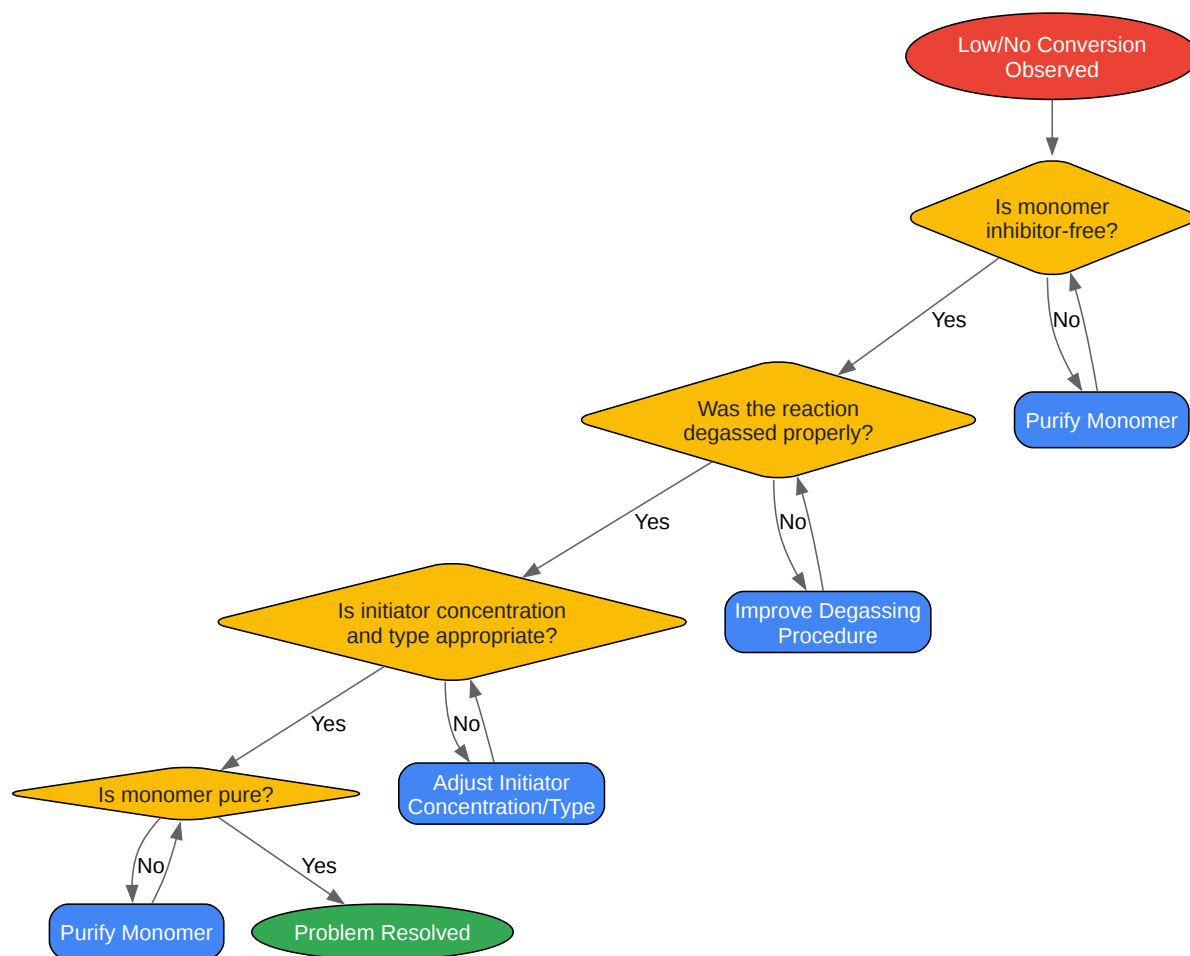 Low/No Conversion
Observed
Is monomer
inhibitor-free?
Yes
No
Was the reaction
degassed properly?
Purify Monomer
Yes
No
Is initiator concentration
and type appropriate?
Improve Degassing
Procedure
Yes
No
Is monomer pure?
Adjust Initiator
Concentration/Type
No
Yes
Purify Monomer
Problem Resolved